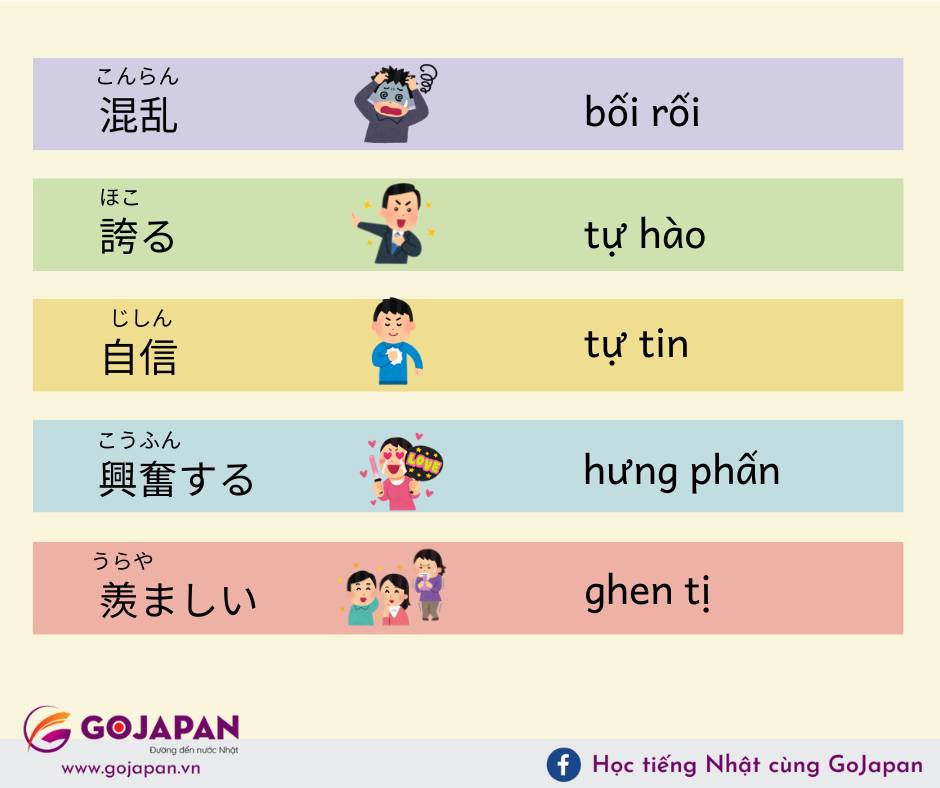 こんらん
混乱
bối rối
ほこ
誇る
tự hào
じしん
自信
tự tin
こうふん
興奮する
LOVE
hưng phấn
うらや
羨ましい
ghen tị
GOJAPAN
Đường đến nước Nhật
www.gojapan.vn
f Học tiếng Nhật cùng GoJapan